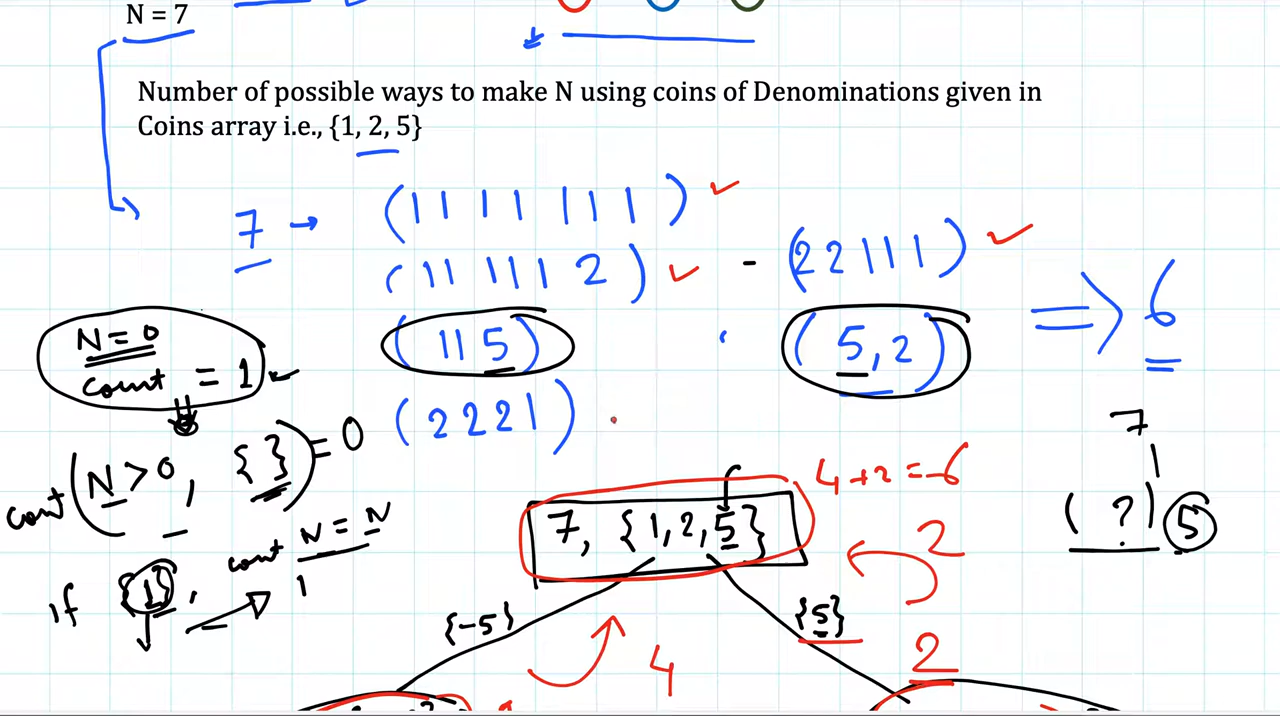 N = 7
Number of possible ways to make N using coins of Denominations given in
Coins array i.e., {1, 2, 5}
7 → (1 1 1 1 1 1 1)
(1 1 1 1 1 2) - (2 2 1 1 1)
⇒ 6
(1 1 5) (5, 2)
(2 2 2 1)
N = 0
count = 1
count (N > 0, { }) = 0
if {1}, count N = N
1
7, {1, 2, 5}
4 + 2 = 6
7
( ? ) 5
2
{-5}
{5}
4
2